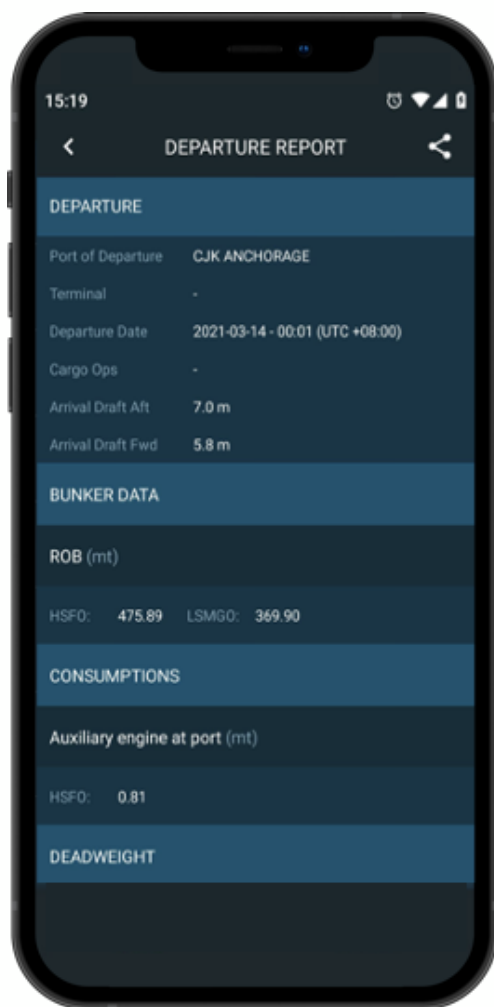 15:19
DEPARTURE REPORT
DEPARTURE
Port of Departure CJK ANCHORAGE
Terminal -
Departure Date 2021-03-14 - 00:01 (UTC +08:00)
Cargo Ops -
Arrival Draft Aft 7.0 m
Arrival Draft Fwd 5.8 m
BUNKER DATA
ROB (mt)
HSFO: 475.89 LSMGO: 369.90
CONSUMPTIONS
Auxiliary engine at port (mt)
HSFO: 0.81
DEADWEIGHT